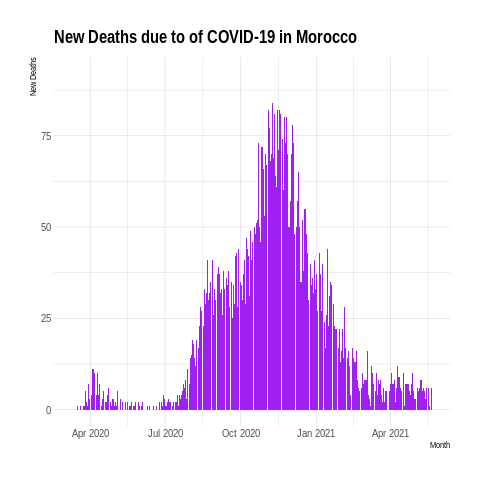 New Deaths due to of COVID-19 in Morocco
New Deaths
75
50
25
0
Apr 2020 Jul 2020 Oct 2020 Jan 2021 Apr 2021
Month